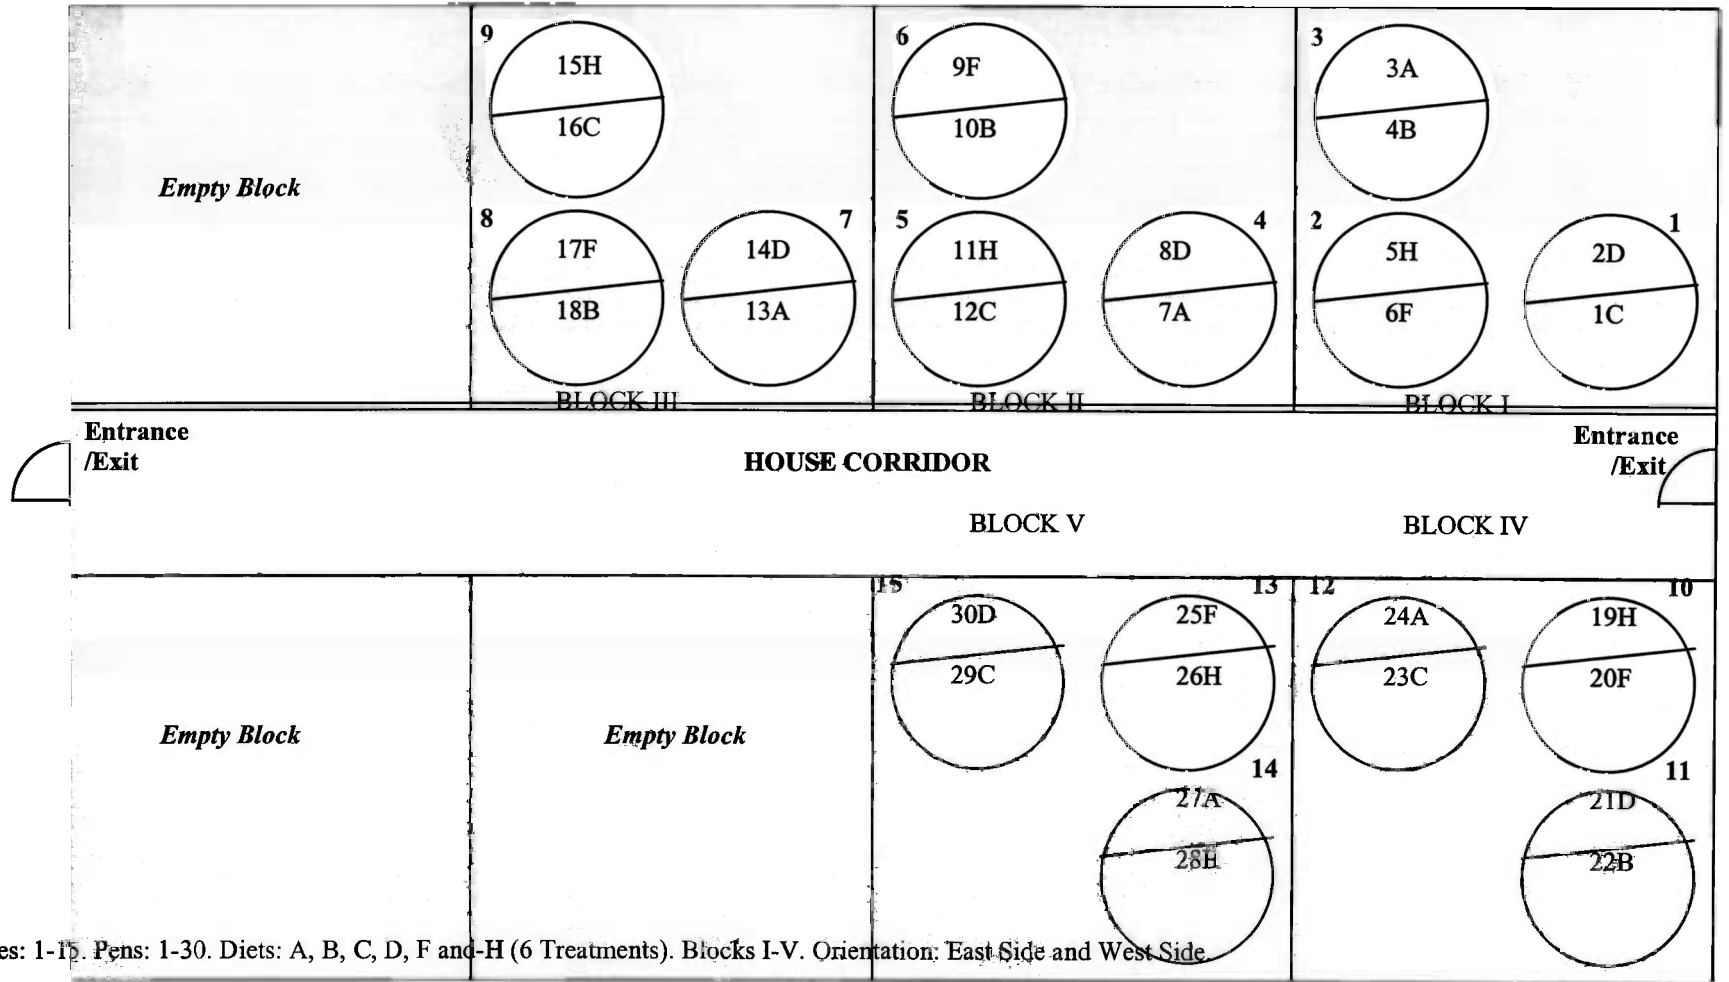 9
6
3
15H
9F
3A
16C
10B
4B
Empty Block
8
7
5
4
2
1
17F
14D
11H
8D
5H
2D
18B
13A
12C
7A
6F
1C
BLOCK III
BLOCK II
BLOCK I
Entrance
/Exit
HOUSE CORRIDOR
Entrance
/Exit
BLOCK V
BLOCK IV
15
13
12
10
30D
25F
24A
19H
29C
26H
23C
20F
Empty Block
Empty Block
14
11
27A
21D
22B
es: 1-15. Pens: 1-30. Diets: A, B, C, D, F and H (6 Treatments). Blocks I-V. Orientation: East Side and West Side.